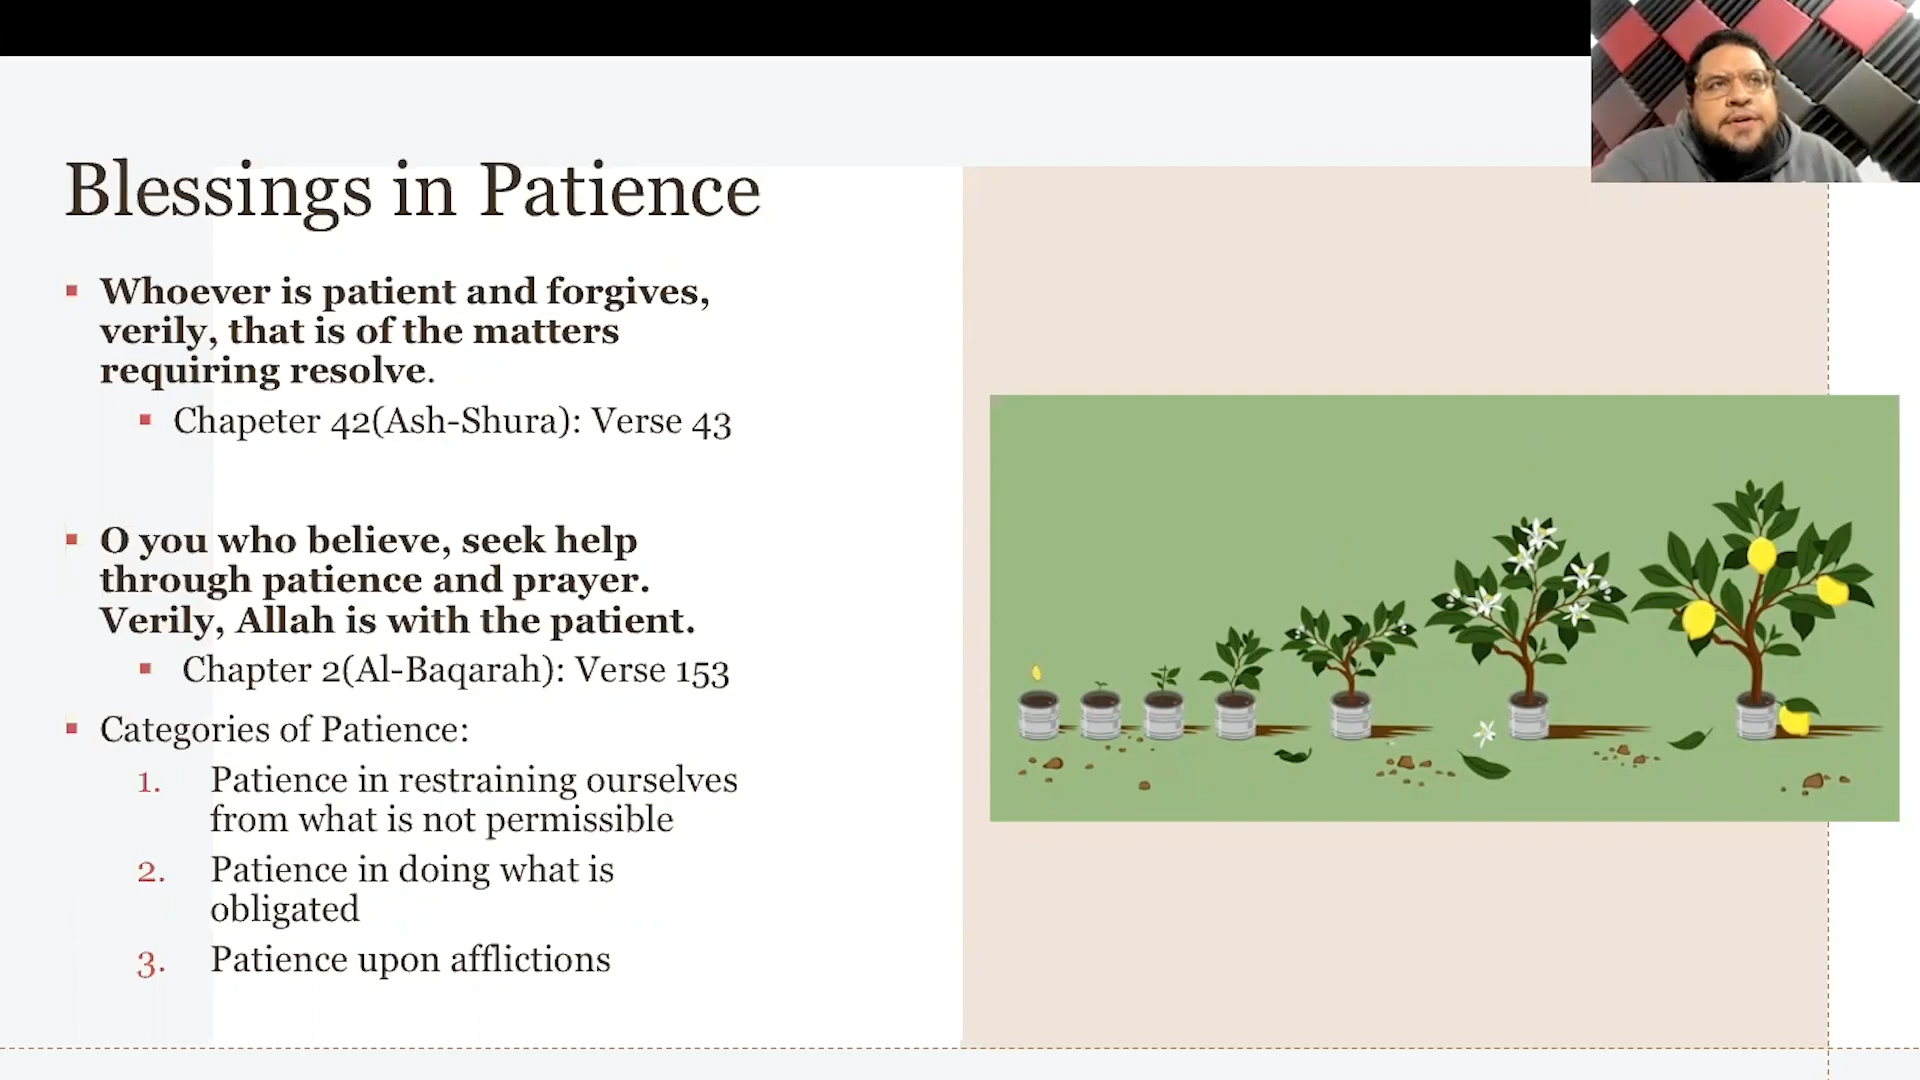 Blessings in Patience
Whoever is patient and forgives,
verily, that is of the matters
requiring resolve.
Chapeter 42(Ash-Shura): Verse 43
O you who believe, seek help
through patience and prayer.
Verily, Allah is with the patient.
Chapter 2(Al-Baqarah): Verse 153
Categories of Patience:
1. Patience in restraining ourselves
from what is not permissible
2. Patience in doing what is
obligated
3. Patience upon afflictions